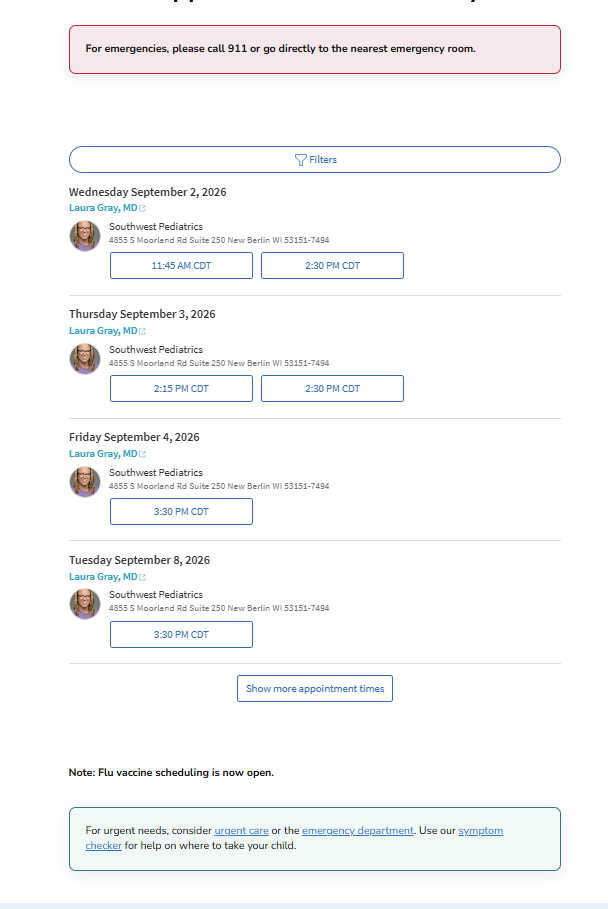 For emergencies, please call 911 or go directly to the nearest emergency room.
Filters
Wednesday September 2, 2026
Laura Gray, MD
Southwest Pediatrics
4855 S Moorland Rd Suite 250 New Berlin WI 53151-7494
11:45 AM CDT 2:30 PM CDT
Thursday September 3, 2026
Laura Gray, MD
Southwest Pediatrics
4855 S Moorland Rd Suite 250 New Berlin WI 53151-7494
2:15 PM CDT 2:30 PM CDT
Friday September 4, 2026
Laura Gray, MD
Southwest Pediatrics
4855 S Moorland Rd Suite 250 New Berlin WI 53151-7494
3:30 PM CDT
Tuesday September 8, 2026
Laura Gray, MD
Southwest Pediatrics
4855 S Moorland Rd Suite 250 New Berlin WI 53151-7494
3:30 PM CDT
Show more appointment times
Note: Flu vaccine scheduling is now open.
For urgent needs, consider urgent care or the emergency department. Use our symptom
checker for help on where to take your child.